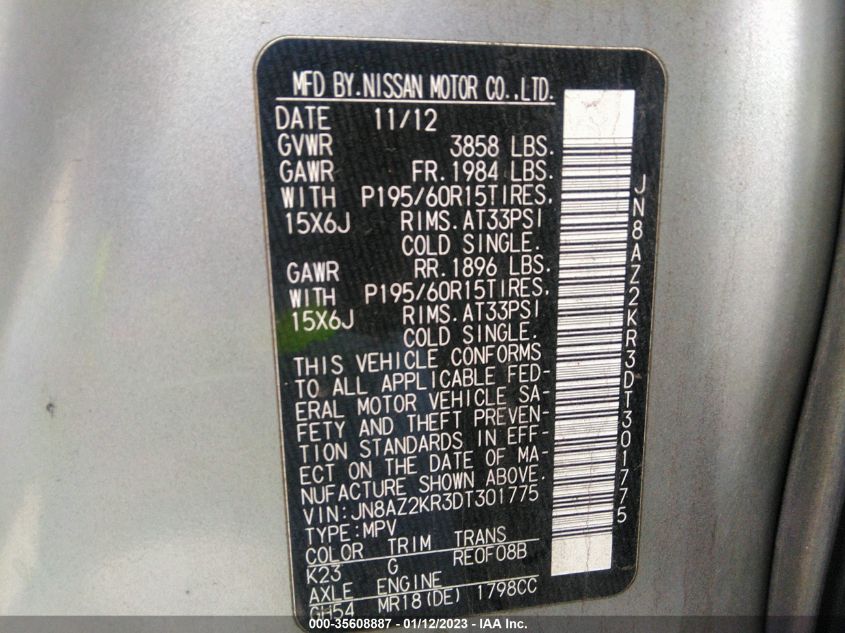 MFD BY.NISSAN MOTOR CO.,LTD.
DATE 11/12
GVWR 3858 LBS.
GAWR FR.1984 LBS.
WITH P195/60R15TIRES,
15X6J RIMS.AT33PSI
COLD SINGLE.
GAWR RR.1896 LBS.
WITH P195/60R15TIRES,
15X6J RIMS.AT33PSI
COLD SINGLE.
THIS VEHICLE CONFORMS
TO ALL APPLICABLE FED-
ERAL MOTOR VEHICLE SA-
FETY AND THEFT PREVEN-
TION STANDARDS IN EFF-
ECT ON THE DATE OF MA-
NUFACTURE SHOWN ABOVE.
VIN:JN8AZ2KR3DT301775
TYPE:MPV
COLOR TRIM TRANS
K23 G RE0F08B
AXLE ENGINE
GH54 MR18(DE) 1798CC
JN8AZ2KR3DT301775
000-35608887 - 01/12/2023 - IAA Inc.